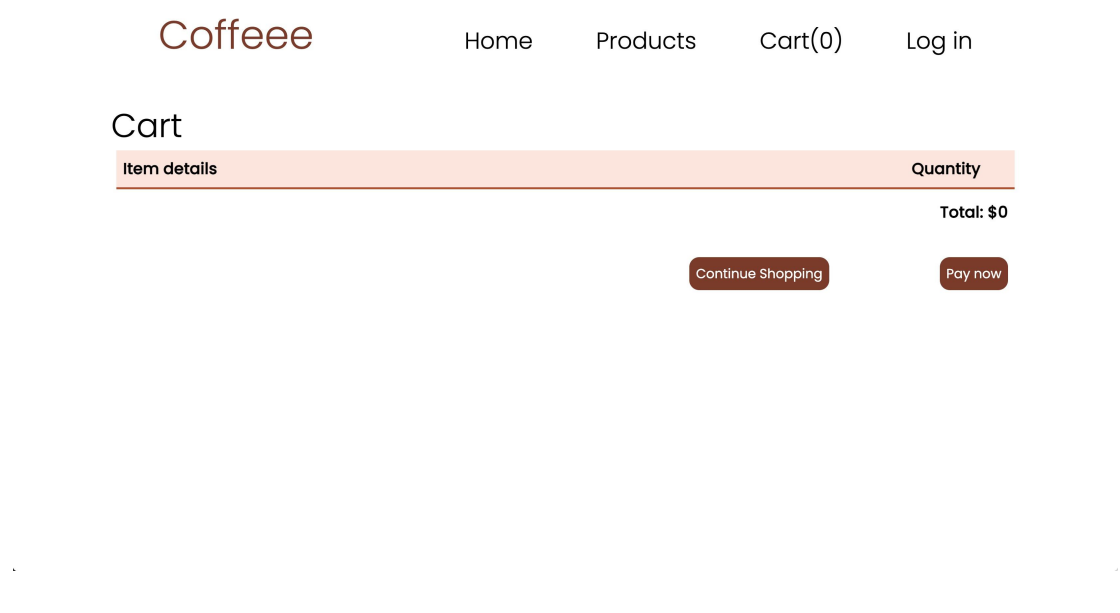 Coffeee Home Products Cart(0) Log in
Cart
Item details Quantity
Total: $0
Continue Shopping Pay now